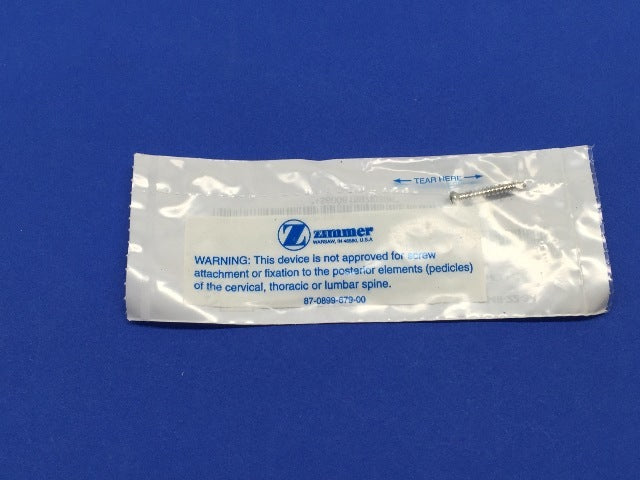 TEAR HERE
Z zimmer
WARSAW, IN 46580, U.S.A
WARNING: This device is not approved for screw
attachment or fixation to the posterior elements (pedicles)
of the cervical, thoracic or lumbar spine.
87-0899-679-00